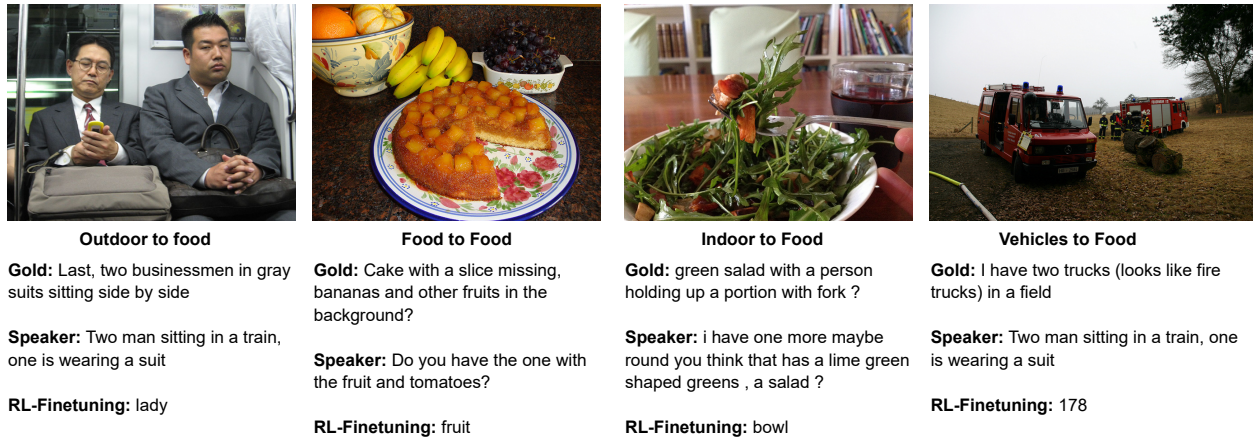 Outdoor to food
Gold: Last, two businessmen in gray
suits sitting side by side
Speaker: Two man sitting in a train,
one is wearing a suit
RL-Finetuning: lady
Food to Food
Gold: Cake with a slice missing,
bananas and other fruits in the
background?
Speaker: Do you have the one with
the fruit and tomatoes?
RL-Finetuning: fruit
Indoor to Food
Gold: green salad with a person
holding up a portion with fork ?
Speaker: i have one more maybe
round you think that has a lime green
shaped greens , a salad ?
RL-Finetuning: bowl
Vehicles to Food
Gold: I have two trucks (looks like fire
trucks) in a field
Speaker: Two man sitting in a train, one
is wearing a suit
RL-Finetuning: 178